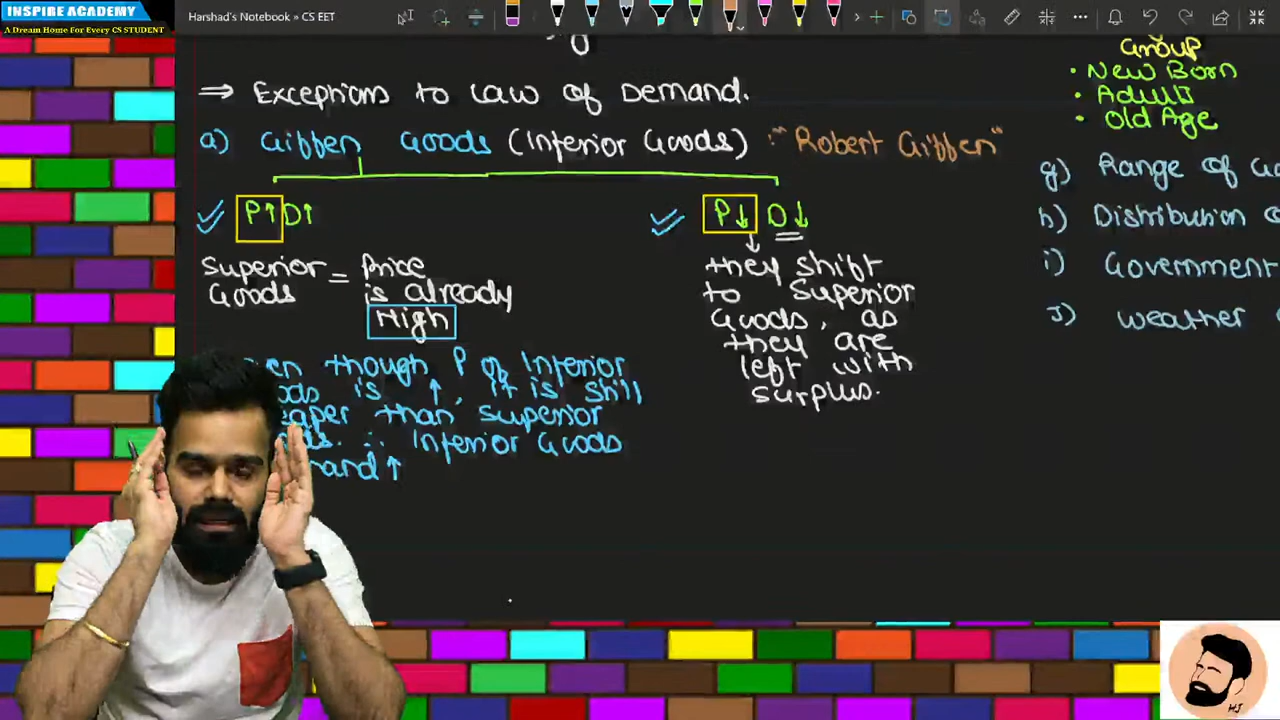 INSPIRE ACADEMY
A Dream Home For Every CS STUDENT
Harshad's Notebook » CS EET
⇒ Exceptions to Law of Demand.
a) Giffen Goods (Inferior Goods) :- "Robert Giffen"
P↑ D↑
Superior Goods = Price
is already
High
though P of Inferior
is ↑, it is still
than superior
∴ Inferior Goods
↑
P↓ D↓
they shift
to superior
Goods, as
they are
left with
surplus.
Group
• New Born
• Adult
• Old Age
g) Range of
h) Distribution
i) Government
J) weather
HJ